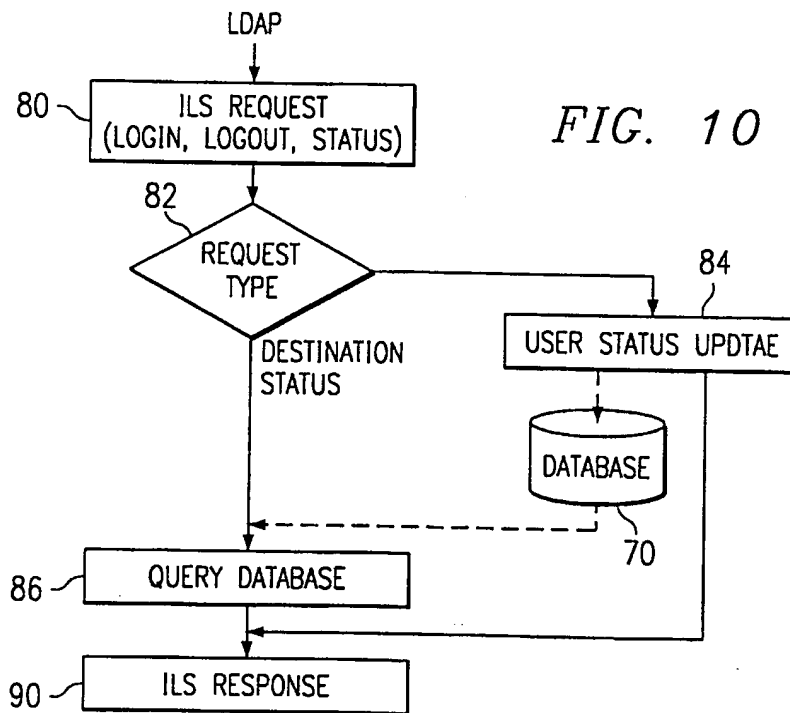 LDAP
80
ILS REQUEST
(LOGIN, LOGOUT, STATUS)
FIG. 10
82
REQUEST
TYPE
84
USER STATUS UPDTAE
DESTINATION
STATUS
DATABASE
70
86
QUERY DATABASE
90
ILS RESPONSE